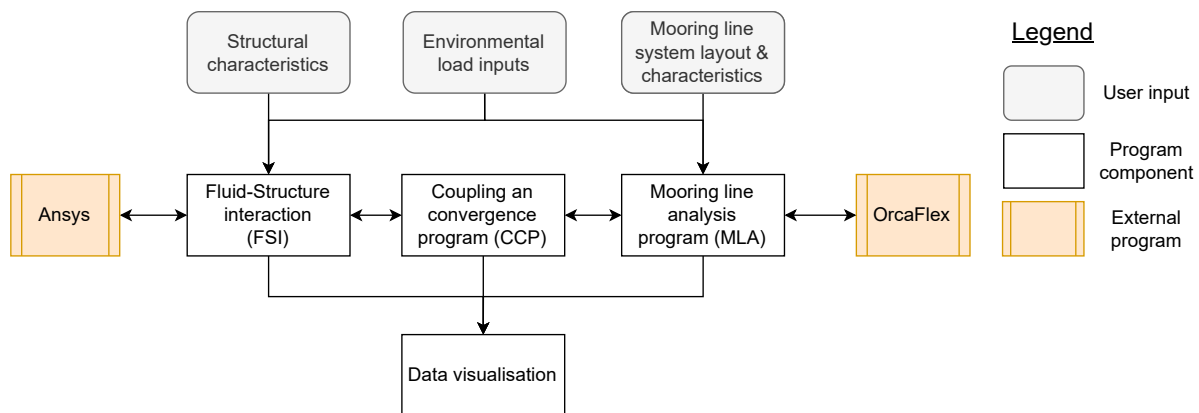 Structural
characteristics
Environmental
load inputs
Mooring line
system layout &
characteristics
Legend
User input
Program
component
External
program
Ansys
Fluid-Structure
interaction
(FSI)
Coupling an
convergence
program (CCP)
Mooring line
analysis
program (MLA)
OrcaFlex
Data visualisation